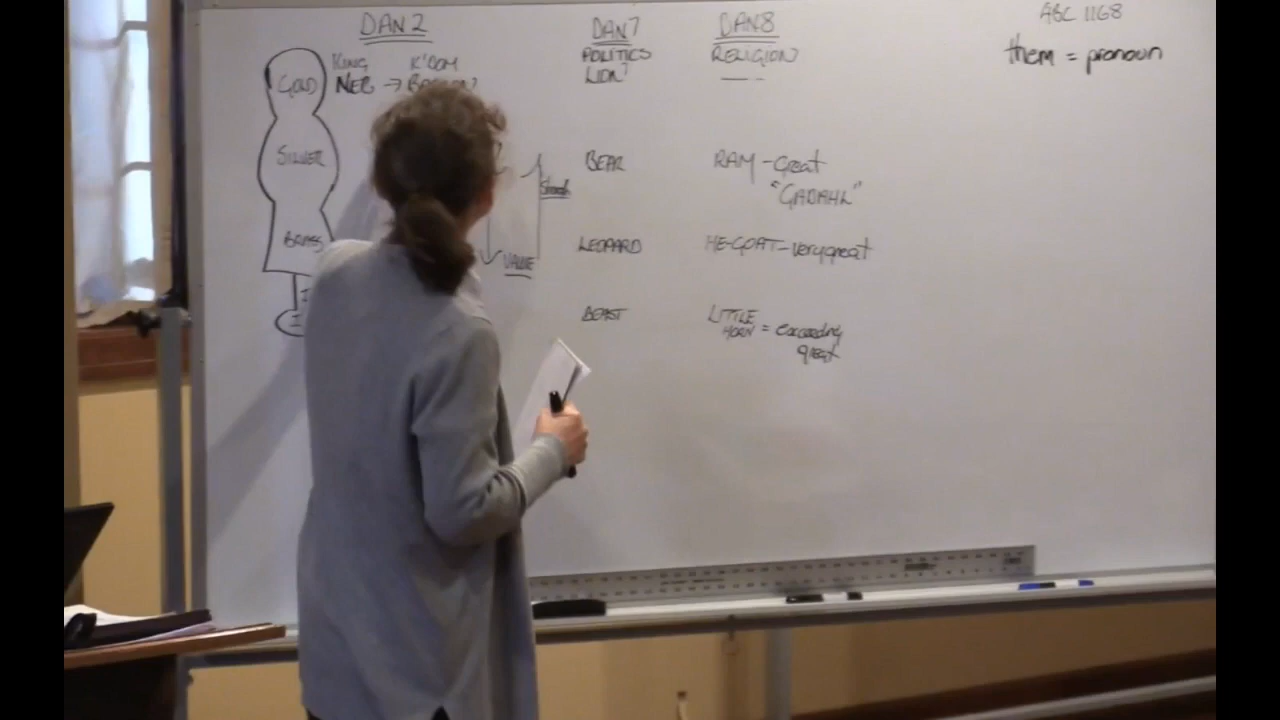 DAN 2
GOLD
KING
NEB →
K'DOM
SILVER
BRASS
VALUE
DAN 7
POLITICS
LION
BEAR
LEOPARD
BEAST
DAN 8
RELIGION
RAM - Great
"GADAHL"
HE-GOAT - very great
LITTLE
HORN = exceeding
great
ABC 1168
them = pronoun